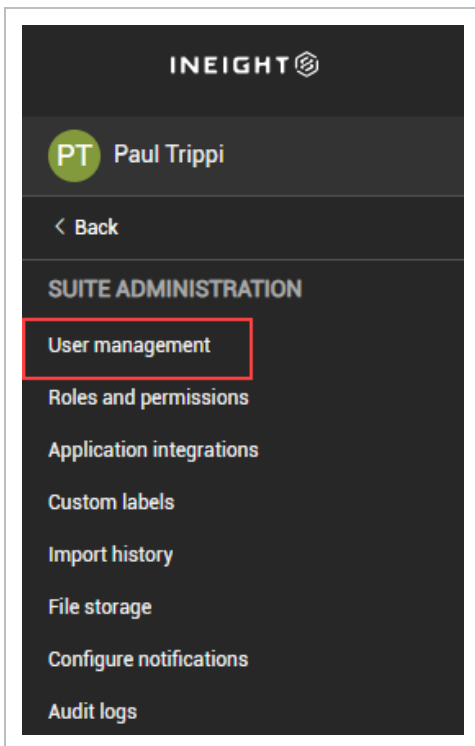 INEIGHT
PT Paul Trippi
< Back
SUITE ADMINISTRATION
User management
Roles and permissions
Application integrations
Custom labels
Import history
File storage
Configure notifications
Audit logs